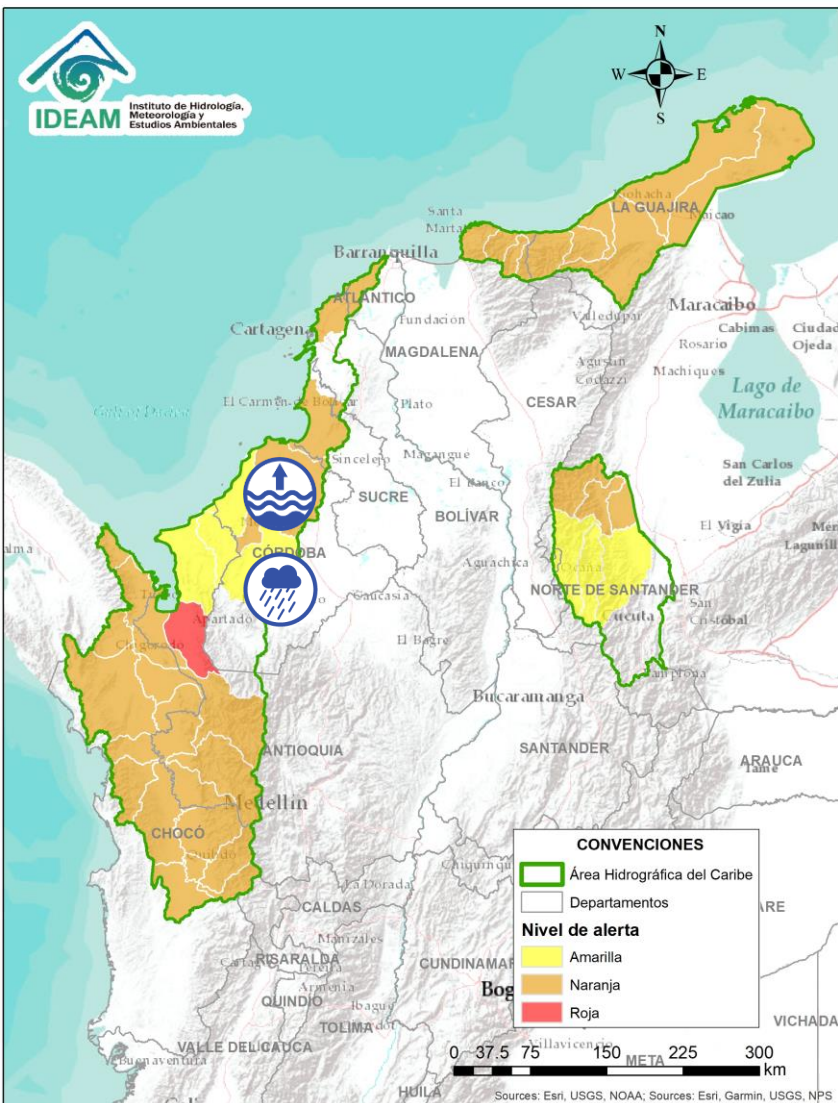 N
W E
S
IDEAM
Instituto de Hidrología,
Meteorología y
Estudios Ambientales
LA GUAJIRA
Santa
Barranquilla
ATLÁNTICO
Maracaibo
Cartagena
Fundación
Valledupar
Cabimas
Ciudad
Ojeda
Rosario
MAGDALENA
Agustín
Codazzi
Machiques
CESAR
Lago de
Maracaibo
El Carmen de Bolívar
Plato
Sincelejo
Magangué
San Carlos
del Zulia
El Banco
SUCRE
BOLÍVAR
El Vigía
CÓRDOBA
Aguachica
Ocaña
NORTE DE SANTANDER
Caucasia
San
Cristóbal
Cúcuta
Apartadó
Chigorodó
El Bagre
Pamplona
Bucaramanga
ANTIOQUIA
SANTANDER
ARAUCA
Tame
Medellín
CHOCÓ
Quibdó
La Dorada
CALDAS
Manizales
RISARALDA
Pereira
Armenia
CUNDINAMAR
QUINDÍO
Ibagué
Bog
TOLIMA
VICHADA
VALLE DEL CAUCA
Villavicencio
META
Buenaventura
HUILA
CONVENCIONES
Área Hidrográfica del Caribe
Departamentos
Nivel de alerta
Amarilla
Naranja
Roja
0 37.5 75 150 225 300
km
Sources: Esri, USGS, NOAA; Sources: Esri, Garmin, USGS, NPS